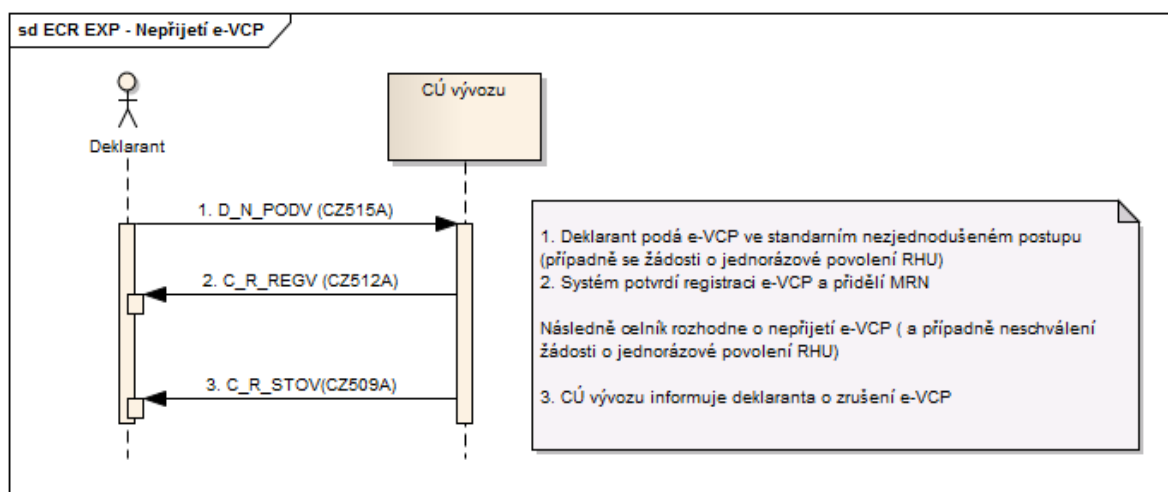 sd ECR EXP - Nepřijetí e-VCP
CÚ vývozu
Deklarant
1. D_N_PODV (CZ515A)
2. C_R_REGV (CZ512A)
3. C_R_STOV(CZ509A)
1. Deklarant podá e-VCP ve standarním nezjednodušeném postupu
(případně se žádosti o jednorázové povolení RHU)
2. Systém potvrdí registraci e-VCP a přidělí MRN
Následně celník rozhodne o nepřijetí e-VCP ( a případně neschválení
žádosti o jednorázové povolení RHU)
3. CÚ vývozu informuje deklaranta o zrušení e-VCP